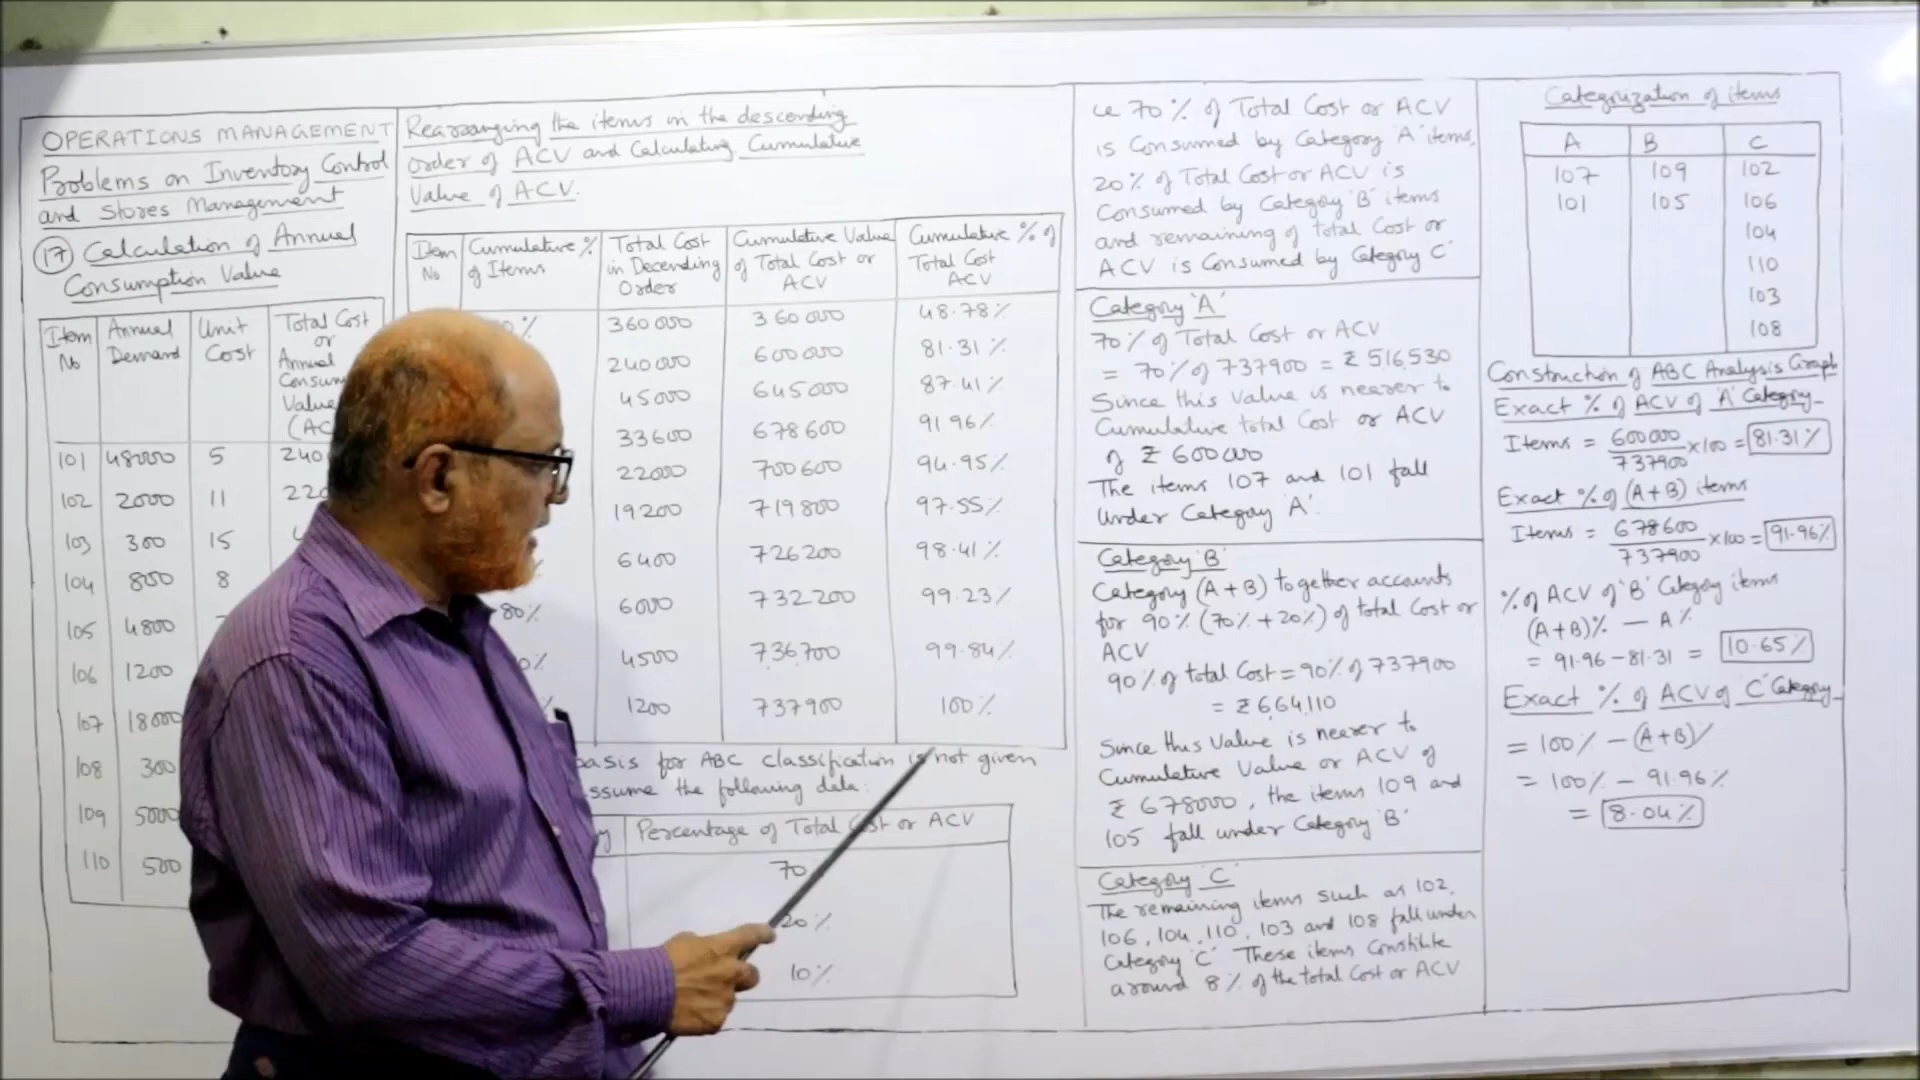 OPERATIONS MANAGEMENT
Problems on Inventory Control
and Stores Management
17 Calculation of Annual
Consumption Value
Item No Annual Demand Unit Cost Total Cost or Annual Value
101 48000 5
102 2000 11
103 300 15
104 800 8
105 4800
106 1200
107 18000
108 300
109 5000
110 500
Rearranging the items in the descending
order of ACV and Calculating Cumulative
Value of ACV.
Item No Cumulative % of Items Total Cost in Decending Order Cumulative Value of Total Cost or ACV Cumulative % of Total Cost ACV
360000 360000 48.78%
240000 600000 81.31%
45000 645000 87.41%
33600 678600 91.96%
22000 700600 94.95%
19200 719800 97.55%
6400 726200 98.41%
80% 6000 732200 99.23%
4500 736700 99.84%
1200 737900 100%
basis for ABC classification is not given
the following data:
Percentage of Total Cost or ACV
70
20%
10%
i.e 70% of Total Cost or ACV
is Consumed by Category 'A' items,
20% of Total Cost or ACV is
Consumed by Category 'B' items
and remaining of total Cost or
ACV is Consumed by Category 'C'
Category 'A'
70% of Total Cost or ACV
= 70% of 737900 = ₹ 516,530
Since this Value is nearer to
Cumulative total Cost or ACV
of ₹ 600000
The items 107 and 101 fall
Under Category 'A'.
Category 'B'
Category (A + B) together accounts
for 90% (70% + 20%) of total Cost or
ACV
90% of total Cost = 90% of 737900
= ₹ 6,64,110
Since this Value is nearer to
Cumulative Value or ACV of
₹ 678000, the items 109 and
105 fall under Category 'B'
Category 'C'
The remaining items such as 102,
106, 104, 110, 103 and 108 fall under
Category 'C' These items Constitute
around 8% of the total Cost or ACV
Categorization of items
A B C
107 109 102
101 105 106
104
110
103
108
Construction of ABC Analysis Graph
Exact % of ACV of 'A' Category
Items = 600000/737900 × 100 = 81.31%
Exact % of (A+B) items
Items = 678600/737900 × 100 = 91.96%
% of ACV of 'B' Category items
(A+B)% — A%
= 91.96 - 81.31 = 10.65%
Exact % of ACV of 'C' Category
= 100% - (A+B)%
= 100% - 91.96%
= 8.04%